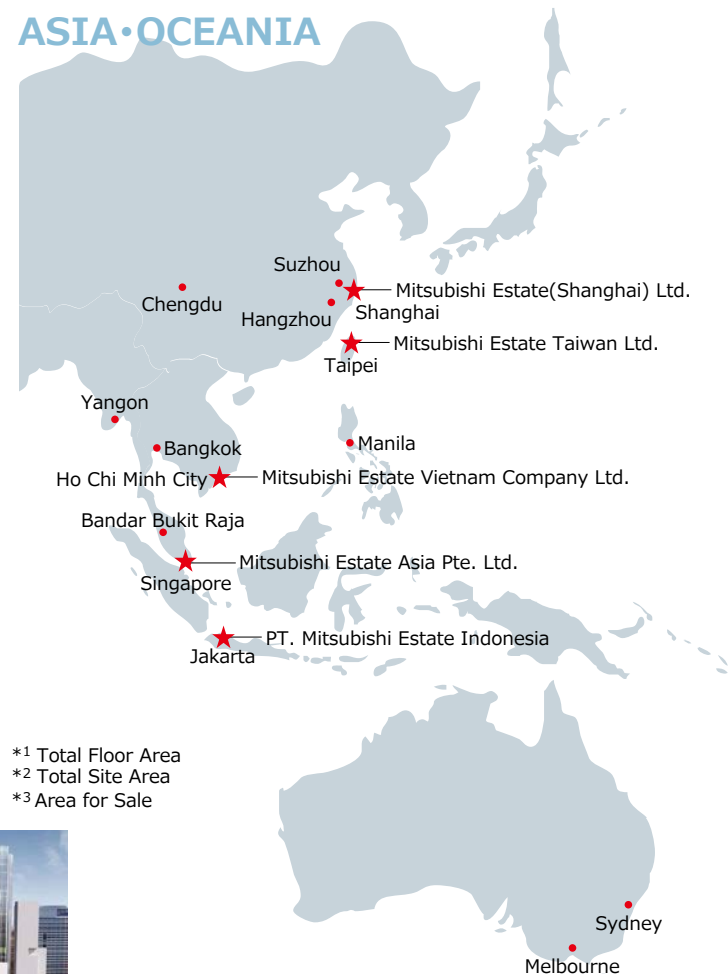 ASIA•OCEANIA
Suzhou
Mitsubishi Estate(Shanghai) Ltd.
Chengdu
Hangzhou
Shanghai
Mitsubishi Estate Taiwan Ltd.
Taipei
Yangon
Bangkok
Manila
Ho Chi Minh City
Mitsubishi Estate Vietnam Company Ltd.
Bandar Bukit Raja
Mitsubishi Estate Asia Pte. Ltd.
Singapore
PT. Mitsubishi Estate Indonesia
Jakarta
*1 Total Floor Area
*2 Total Site Area
*3 Area for Sale
Sydney
Melbourne